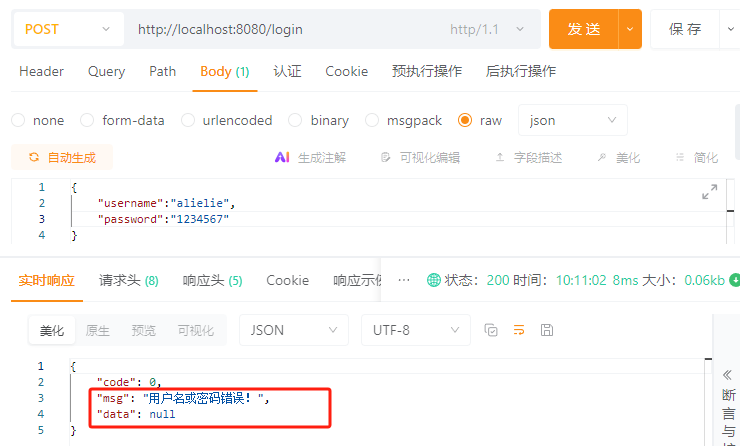 POST http://localhost:8080/login http/1.1 发送 保存
Header Query Path Body (1) 认证 Cookie 预执行操作 后执行操作
none form-data urlencoded binary msgpack raw json
自动生成 AI 生成注解 可视化编辑 字段描述 美化 简化
1 {
2 "username":"alielie",
3 "password":"1234567"
4 }
实时响应 请求头 (8) 响应头 (5) Cookie 响应示例 ··· 状态: 200 时间: 10:11:02 8ms 大小: 0.06kb
美化 原生 预览 可视化 JSON UTF-8
1 {
2 "code": 0,
3 "msg": "用户名或密码错误!",
4 "data": null
5 }
断
言
与